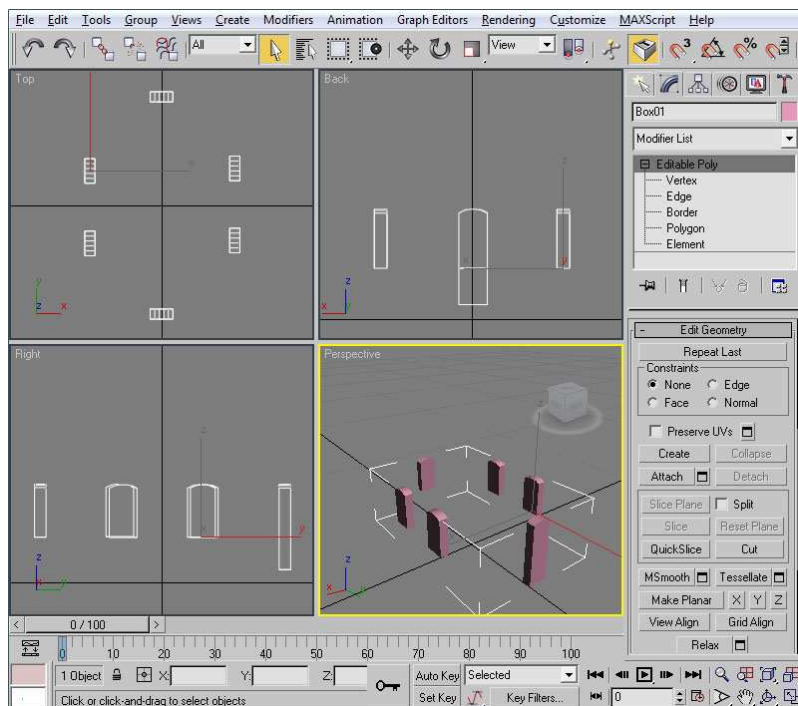 File Edit Tools Group Views Create Modifiers Animation Graph Editors Rendering Customize MAXScript Help
All View 3 %
Top Back
Box01
Modifier List
Editable Poly
Vertex
Edge
Border
Polygon
Element
z
x y
y
z x
z
x y
Right Perspective
Edit Geometry
Repeat Last
Constraints
None Edge
Face Normal
Preserve UVs
Create Collapse
Attach Detach
Slice Plane Split
Slice Reset Plane
QuickSlice Cut
MSmooth Tessellate
Make Planar X Y Z
View Align Grid Align
Relax
z
x y
z
x y
0 / 100
0 10 20 30 40 50 60 70 80 90 100
1 Object X: Y: Z: Auto Key Selected
Click or click-and-drag to select objects Set Key Key Filters... 0